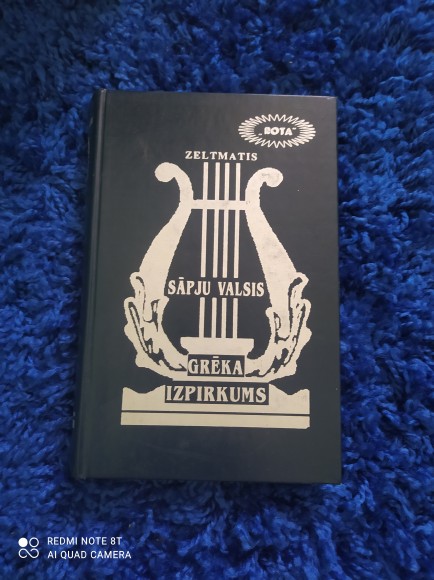 „ROTA"
ZELTMATIS
SĀPJU VALSIS
GRĒKA
IZPIRKUMS
REDMI NOTE 8T
AI QUAD CAMERA